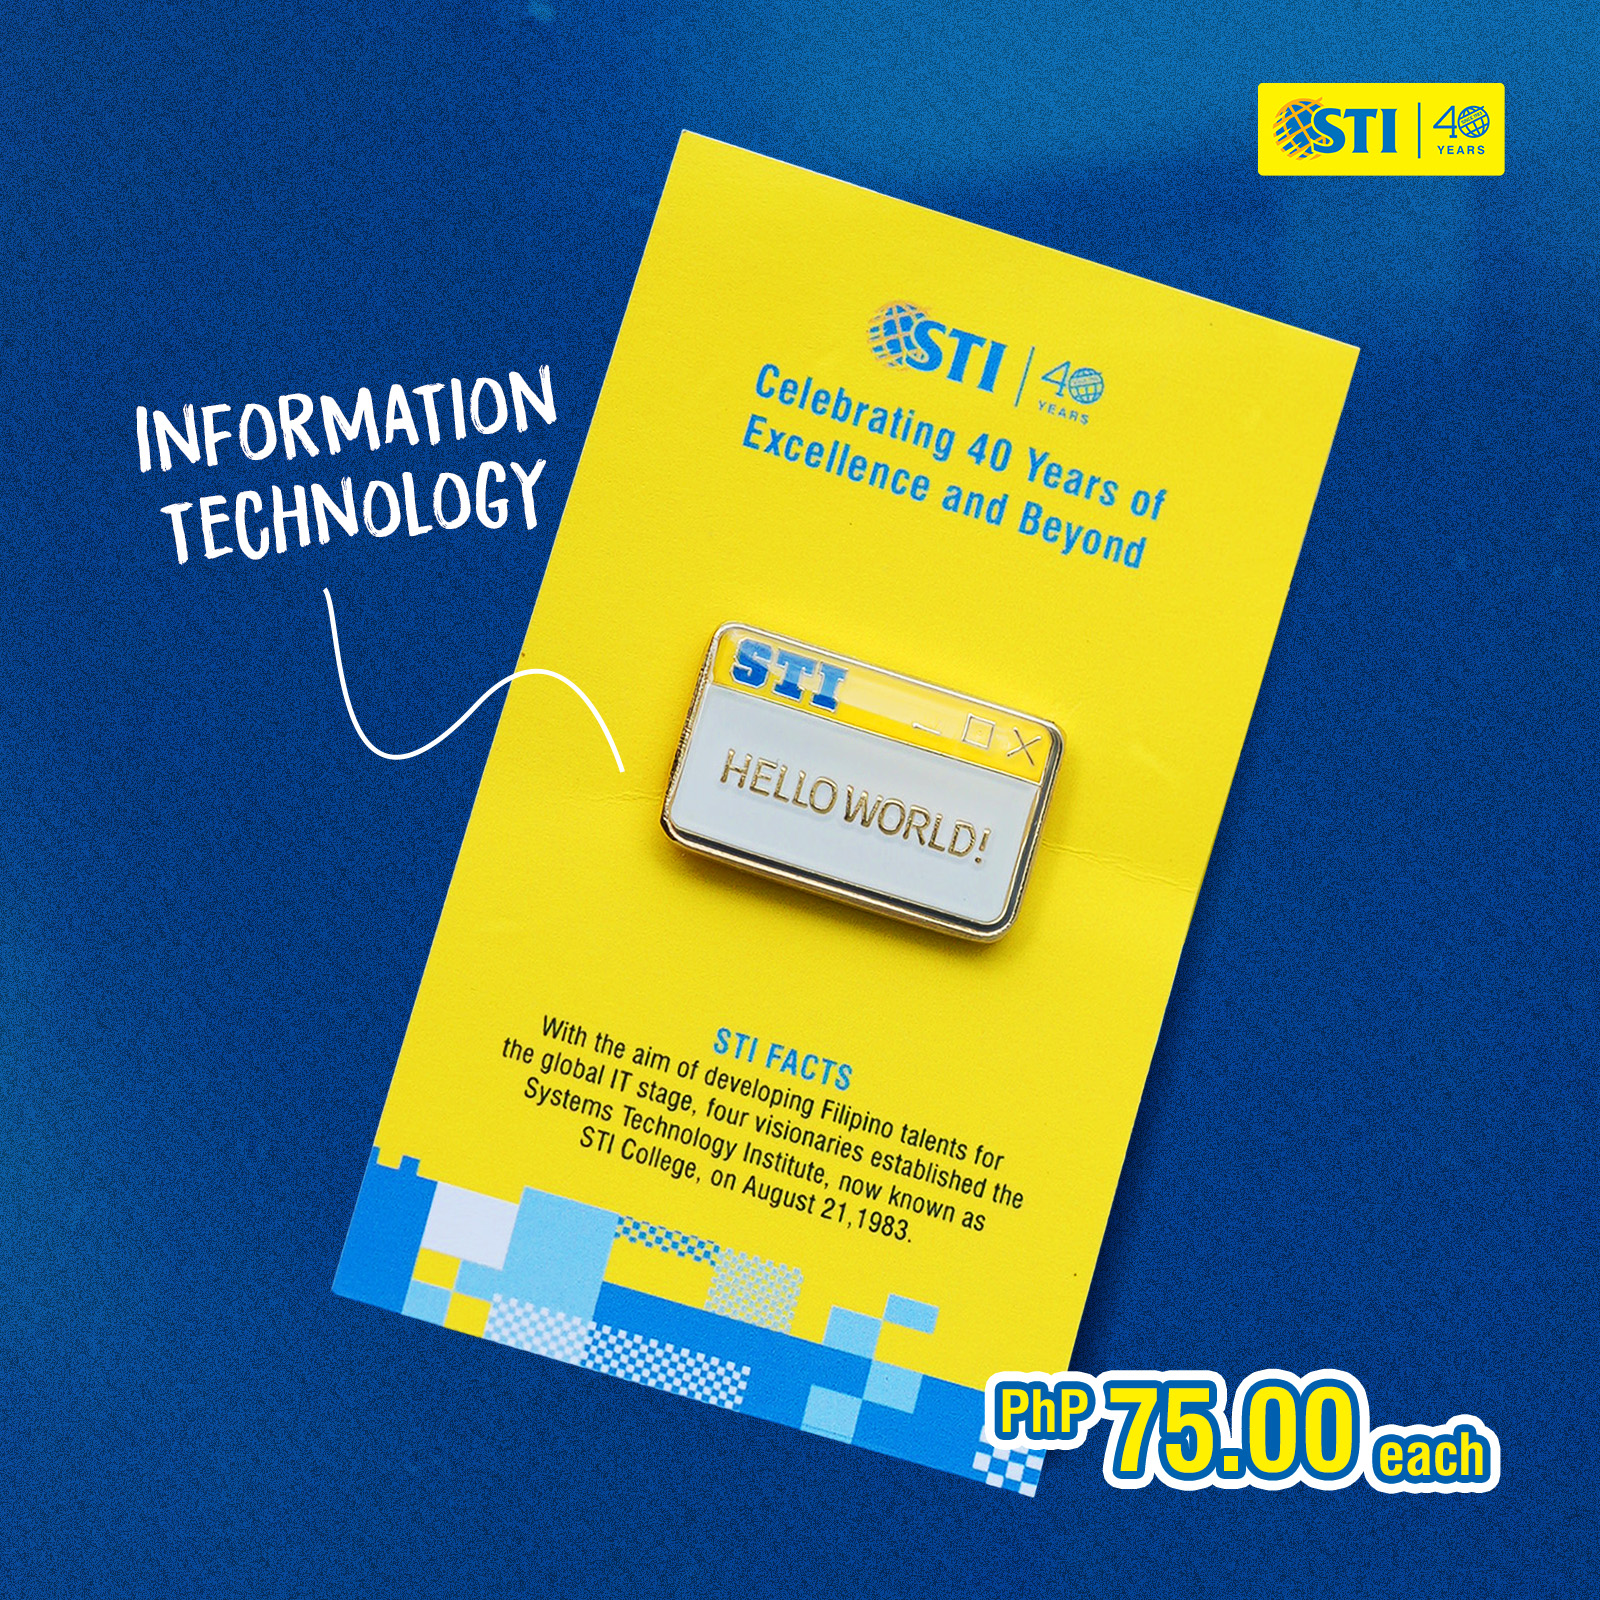 STI | 40
YEARS
INFORMATION
TECHNOLOGY
STI | 40
YEARS
Celebrating 40 Years of
Excellence and Beyond
STI
HELLO WORLD!
STI FACTS
With the aim of developing Filipino talents for
the global IT stage, four visionaries established the
Systems Technology Institute, now known as
STI College, on August 21,1983.
PhP 75.00 each